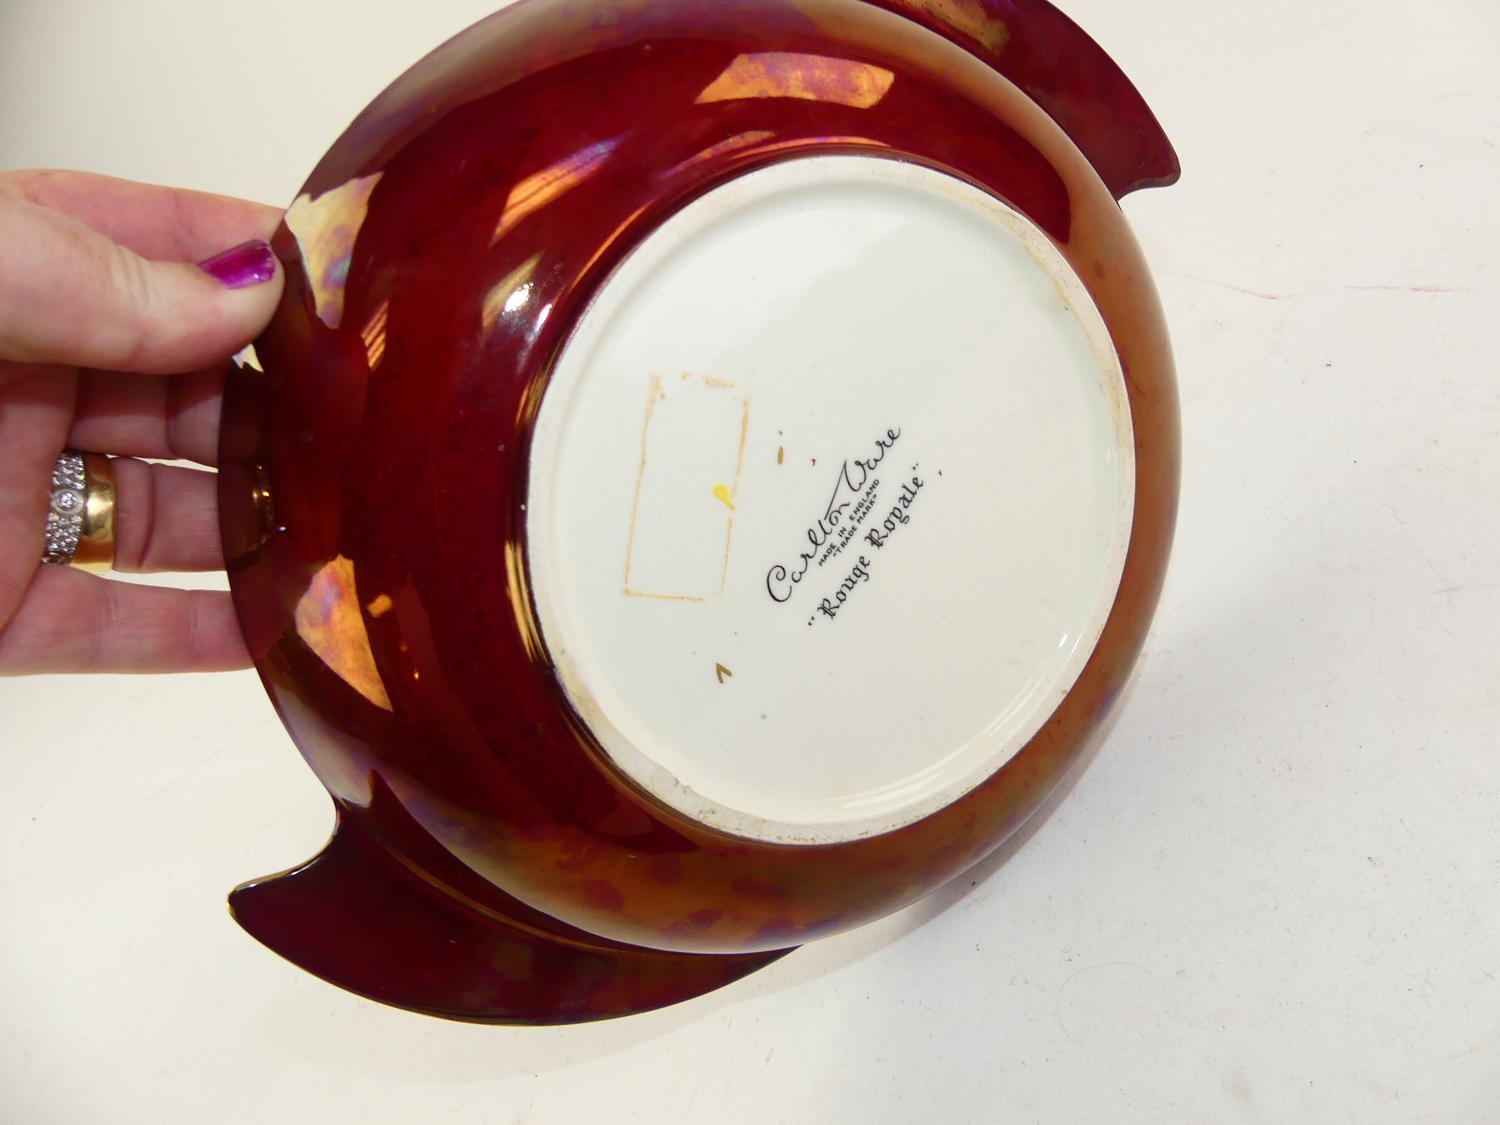 Carlton Ware
MADE IN ENGLAND
"TRADE MARK"
"Rouge Royale"